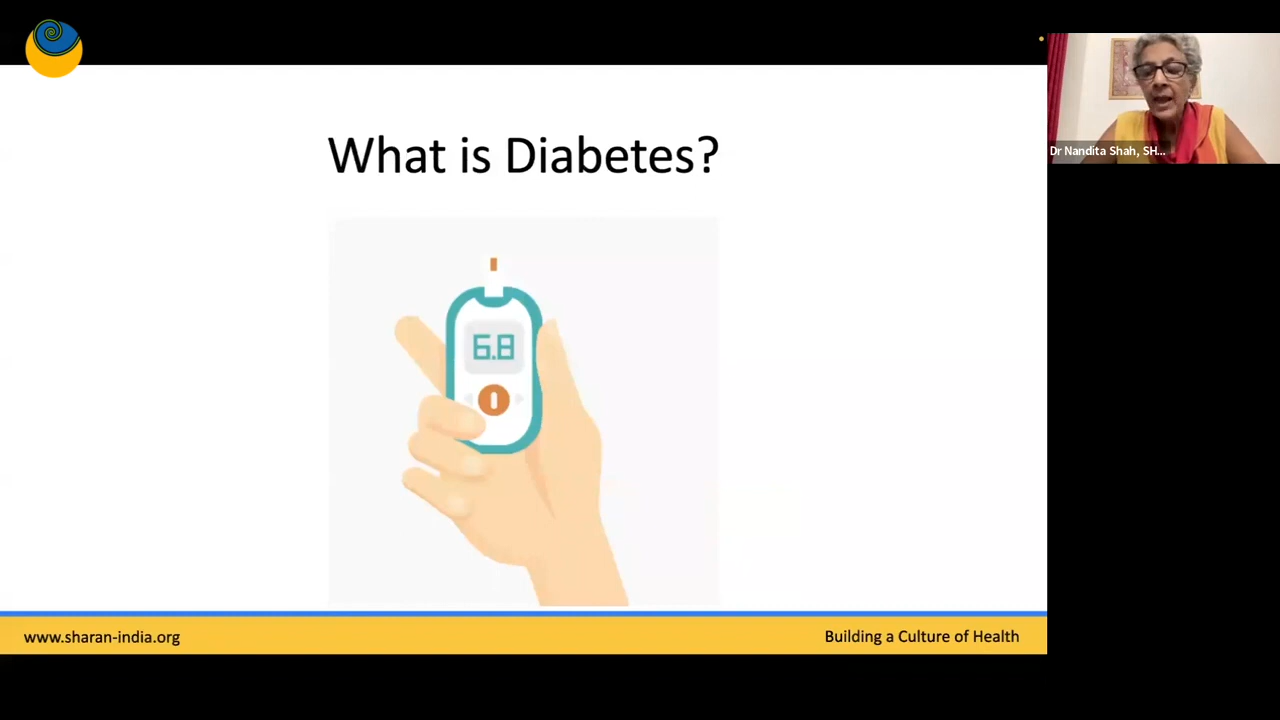 What is Diabetes?
6.8
www.sharan-india.org
Building a Culture of Health
Dr Nandita Shah, SH...